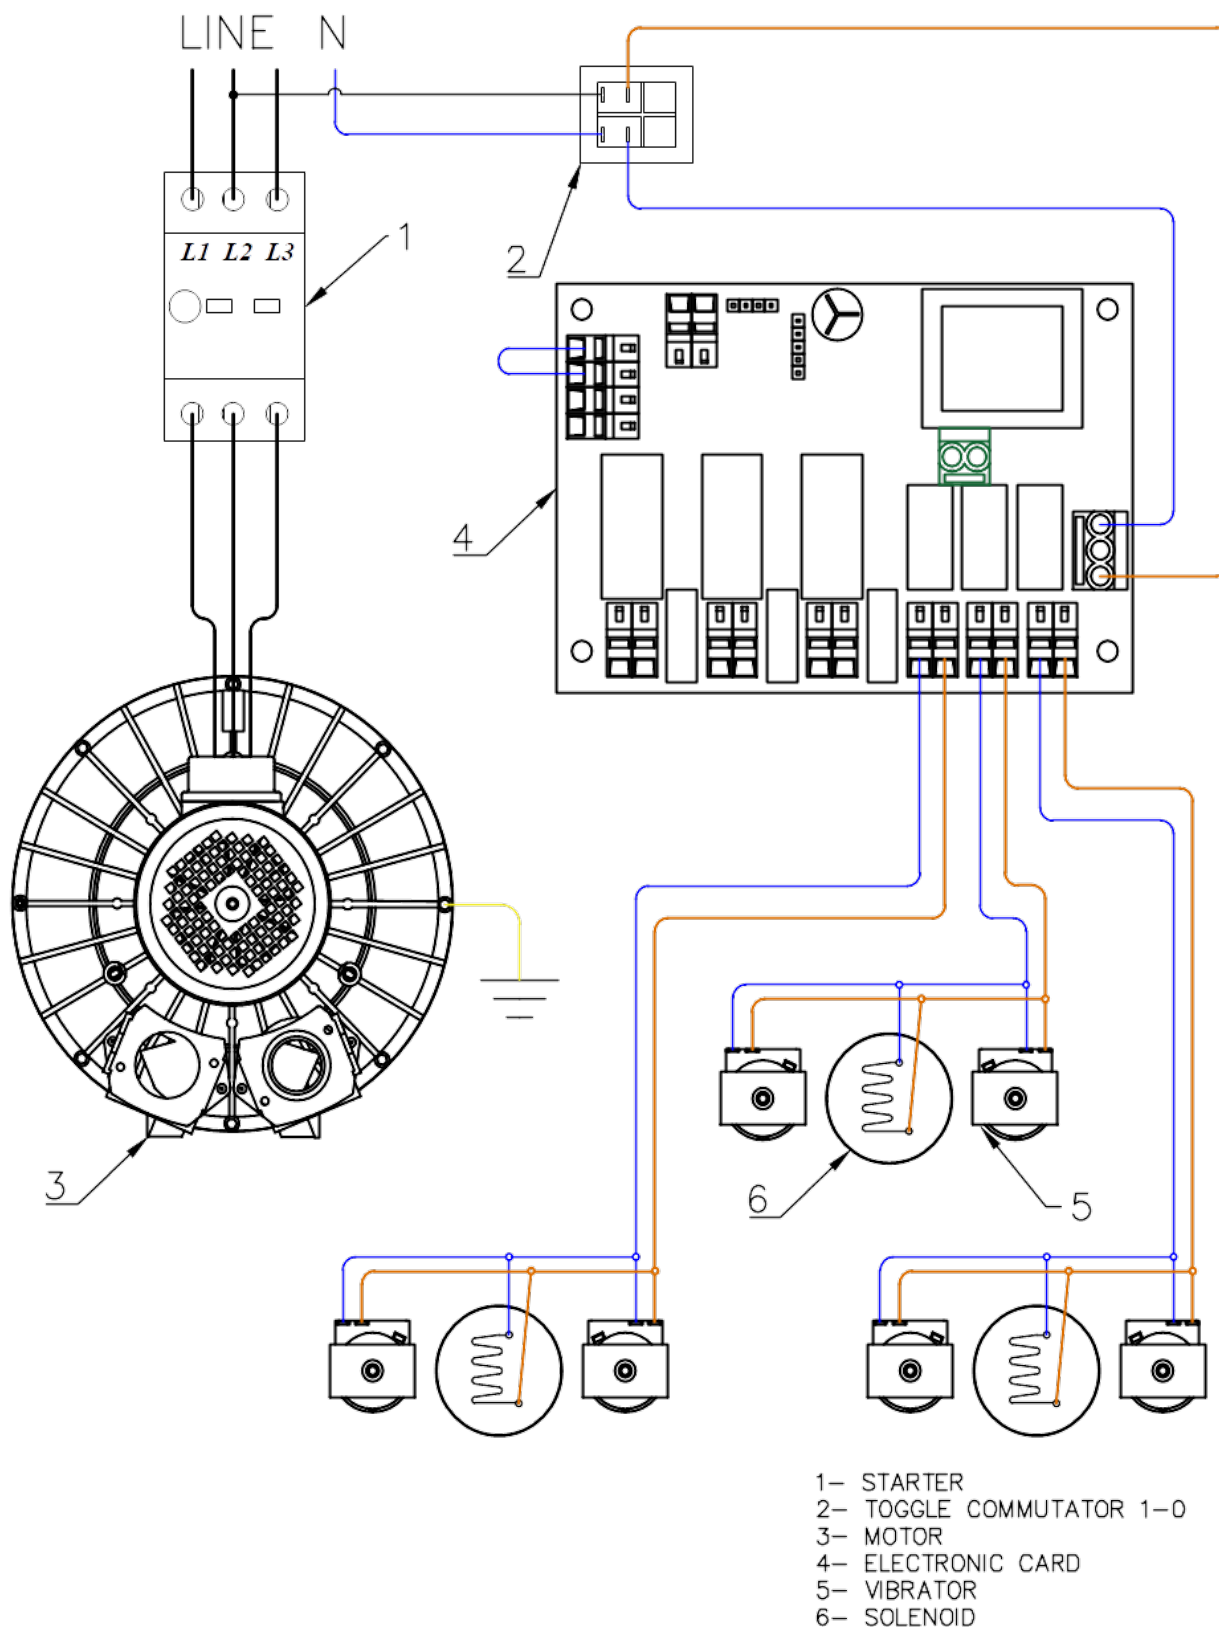 LINE N
L1 L2 L3
1
2
4
3
6
5
1- STARTER
2- TOGGLE COMMUTATOR 1-0
3- MOTOR
4- ELECTRONIC CARD
5- VIBRATOR
6- SOLENOID